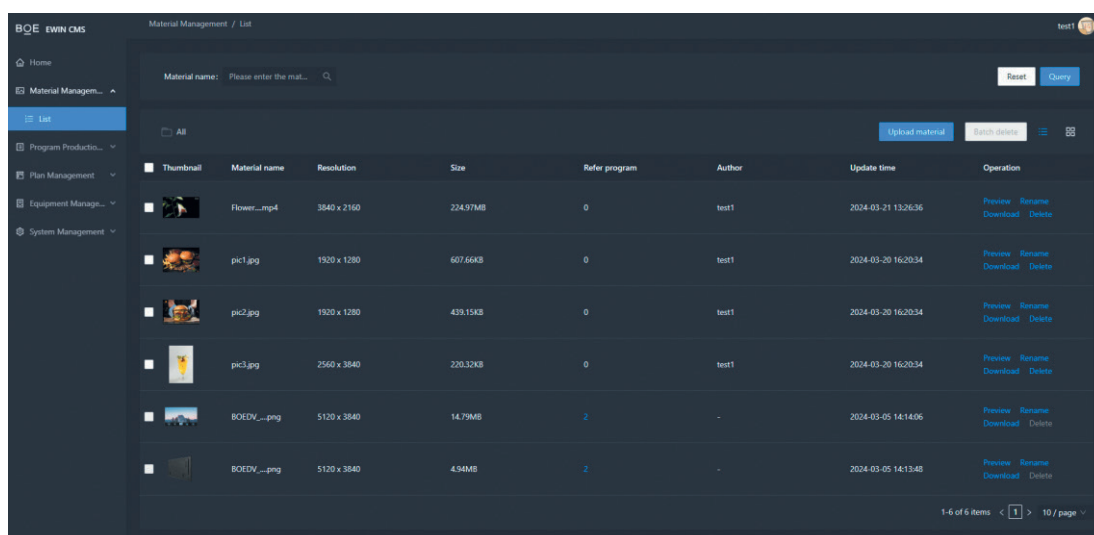 BOE EWIN CMS
Material Management / List
test1
Home
Material Managem...
List
Program Productio...
Plan Management
Equipment Manage...
System Management
Material name: Please enter the mat...
Reset Query
All
Upload material Batch delete
Thumbnail Material name Resolution Size Refer program Author Update time Operation
Flower....mp4 3840 x 2160 224.97MB 0 test1 2024-03-21 13:26:36 Preview Rename
Download Delete
pic1.jpg 1920 x 1280 607.66KB 0 test1 2024-03-20 16:20:34 Preview Rename
Download Delete
pic2.jpg 1920 x 1280 439.15KB 0 test1 2024-03-20 16:20:34 Preview Rename
Download Delete
pic3.jpg 2560 x 3840 220.32KB 0 test1 2024-03-20 16:20:34 Preview Rename
Download Delete
BOEDV_....png 5120 x 3840 14.79MB 2 - 2024-03-05 14:14:06 Preview Rename
Download Delete
BOEDV_....png 5120 x 3840 4.94MB 2 - 2024-03-05 14:13:48 Preview Rename
Download Delete
1-6 of 6 items < 1 > 10 / page